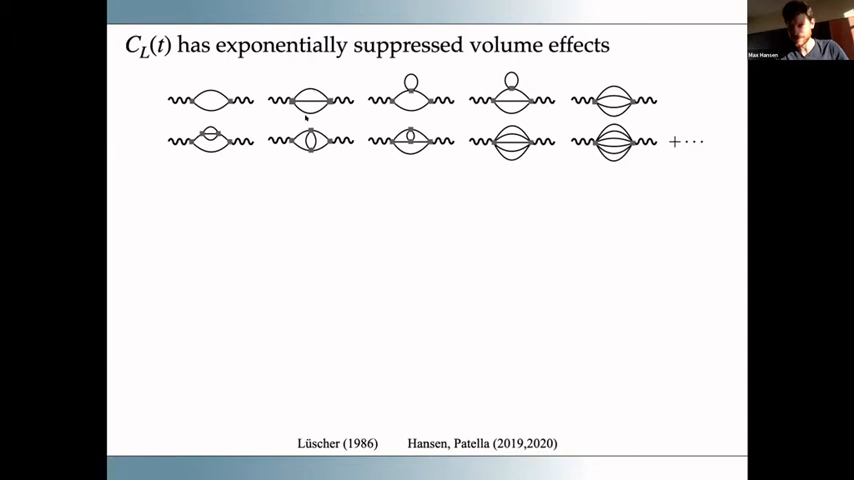 C_L(t) has exponentially suppressed volume effects
Max Hansen
+ ···
Lüscher (1986) Hansen, Patella (2019,2020)